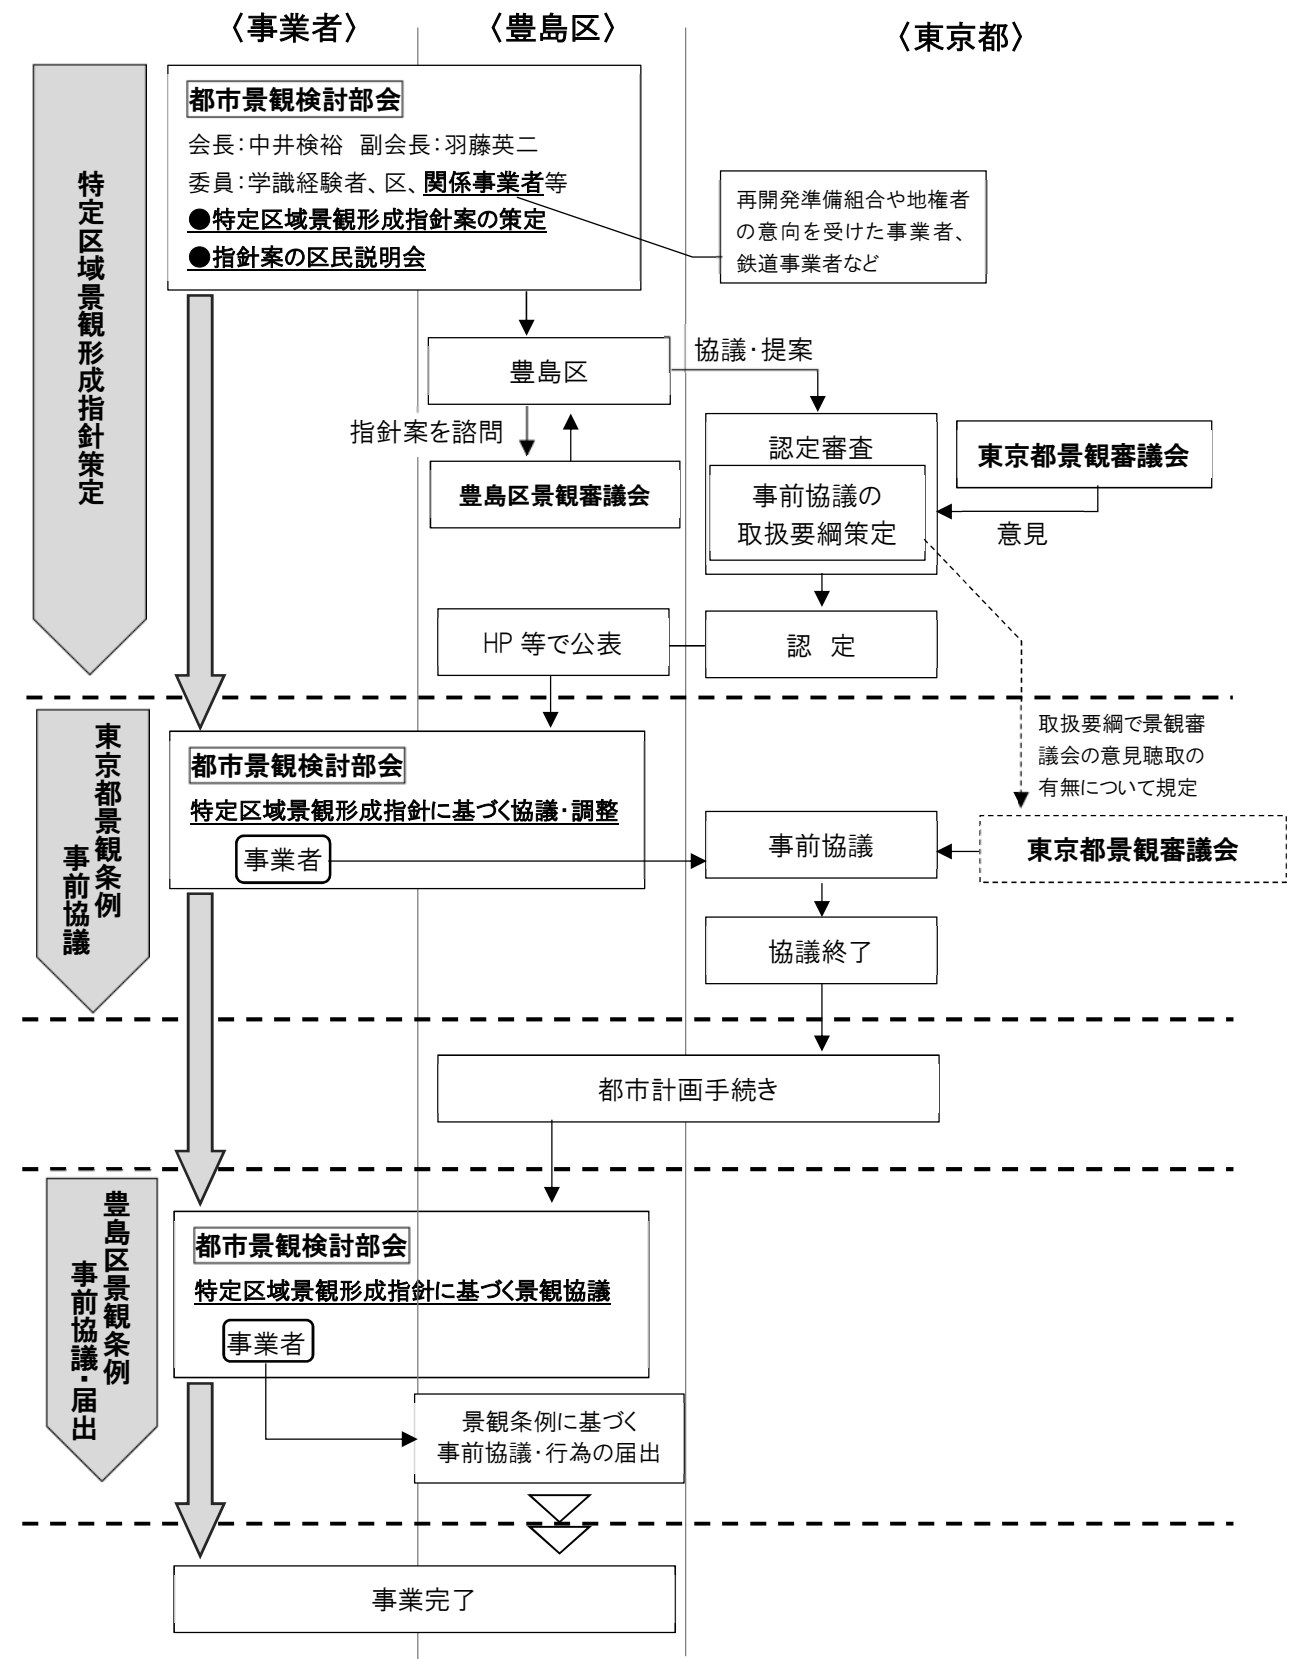 〈事業者〉
〈豊島区〉
〈東京都〉
特定区域景観形成指針策定
都市景観検討部会
会長：中井検裕 副会長：羽藤英二
委員：学識経験者、区、関係事業者等
●特定区域景観形成指針案の策定
●指針案の区民説明会
再開発準備組合や地権者
の意向を受けた事業者、
鉄道事業者など
豊島区
協議・提案
指針案を諮問
豊島区景観審議会
認定審査
事前協議の
取扱要綱策定
東京都景観審議会
意見
HP 等で公表
認 定
東京都景観条例
事前協議
都市景観検討部会
特定区域景観形成指針に基づく協議・調整
事業者
事前協議
取扱要綱で景観審
議会の意見聴取の
有無について規定
東京都景観審議会
協議終了
都市計画手続き
豊島区景観条例
事前協議・届出
都市景観検討部会
特定区域景観形成指針に基づく景観協議
事業者
景観条例に基づく
事前協議・行為の届出
事業完了